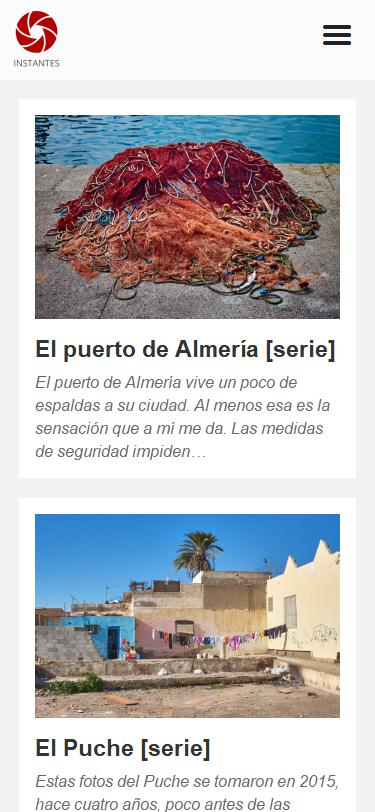 INSTANTES
El puerto de Almería [serie]
El puerto de Almería vive un poco de
espaldas a su ciudad. Al menos esa es la
sensación que a mí me da. Las medidas
de seguridad impiden…
El Puche [serie]
Estas fotos del Puche se tomaron en 2015,
hace cuatro años, poco antes de las